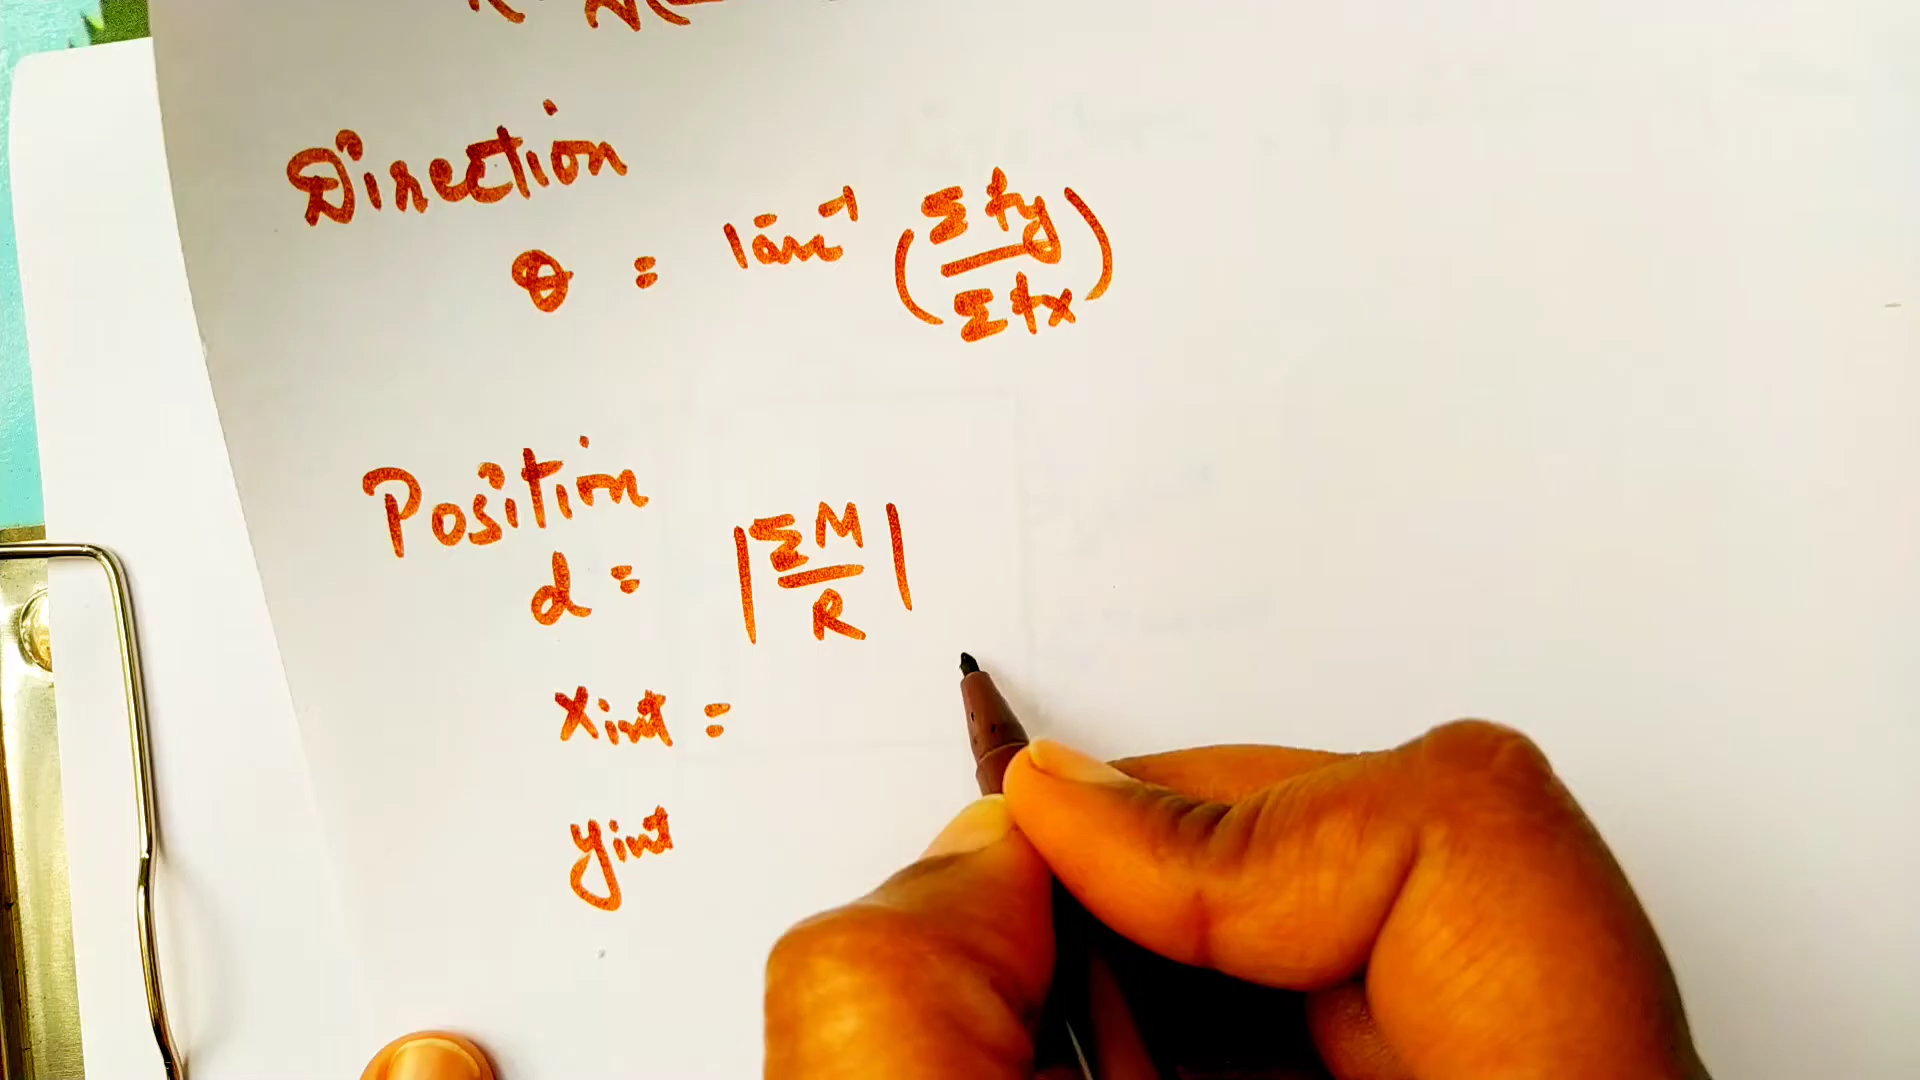 Direction
θ = tan⁻¹ (Σfy/Σfx)
Position
d = |ΣM/R|
xint =
yint